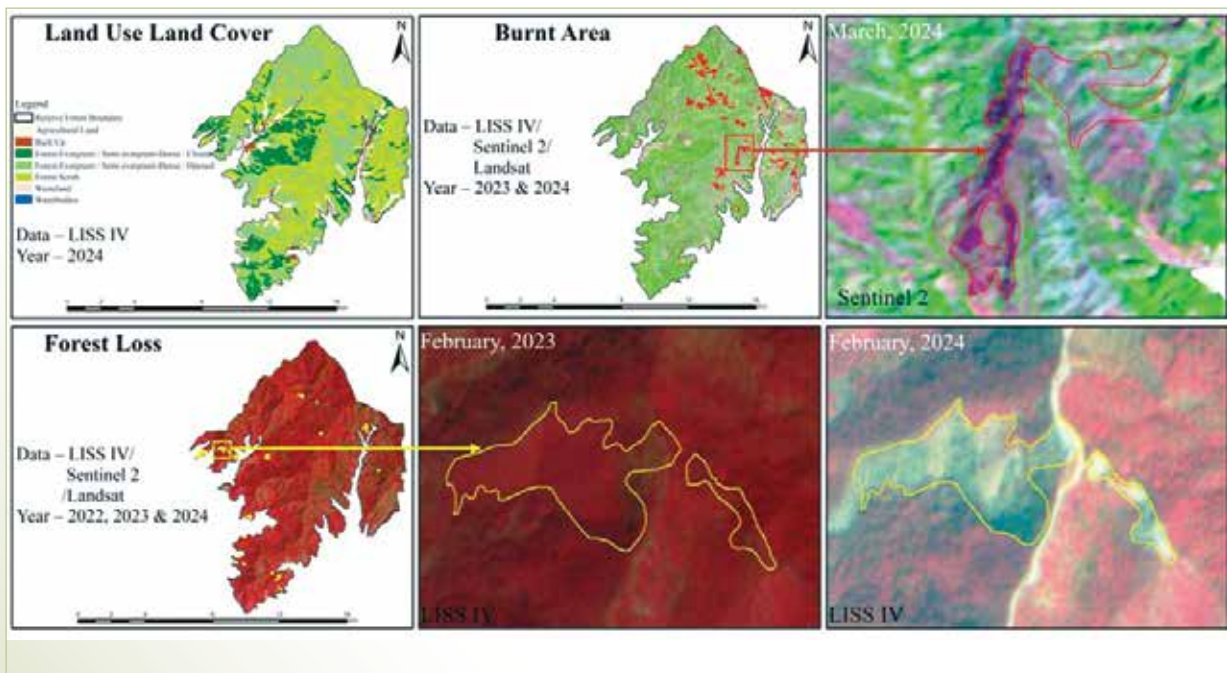 Land Use Land Cover
N
Legend
Agricultural Land
Built Up
Forest Scrub
Wasteland
Waterbodies
Data – LISS IV
Year – 2024
Burnt Area
N
Data – LISS IV/
Sentinel 2/
Landsat
Year – 2023 & 2024
March, 2024
Sentinel 2
Forest Loss
N
Data – LISS IV/
Sentinel 2
/Landsat
Year – 2022, 2023 & 2024
February, 2023
LISS IV
February, 2024
LISS IV